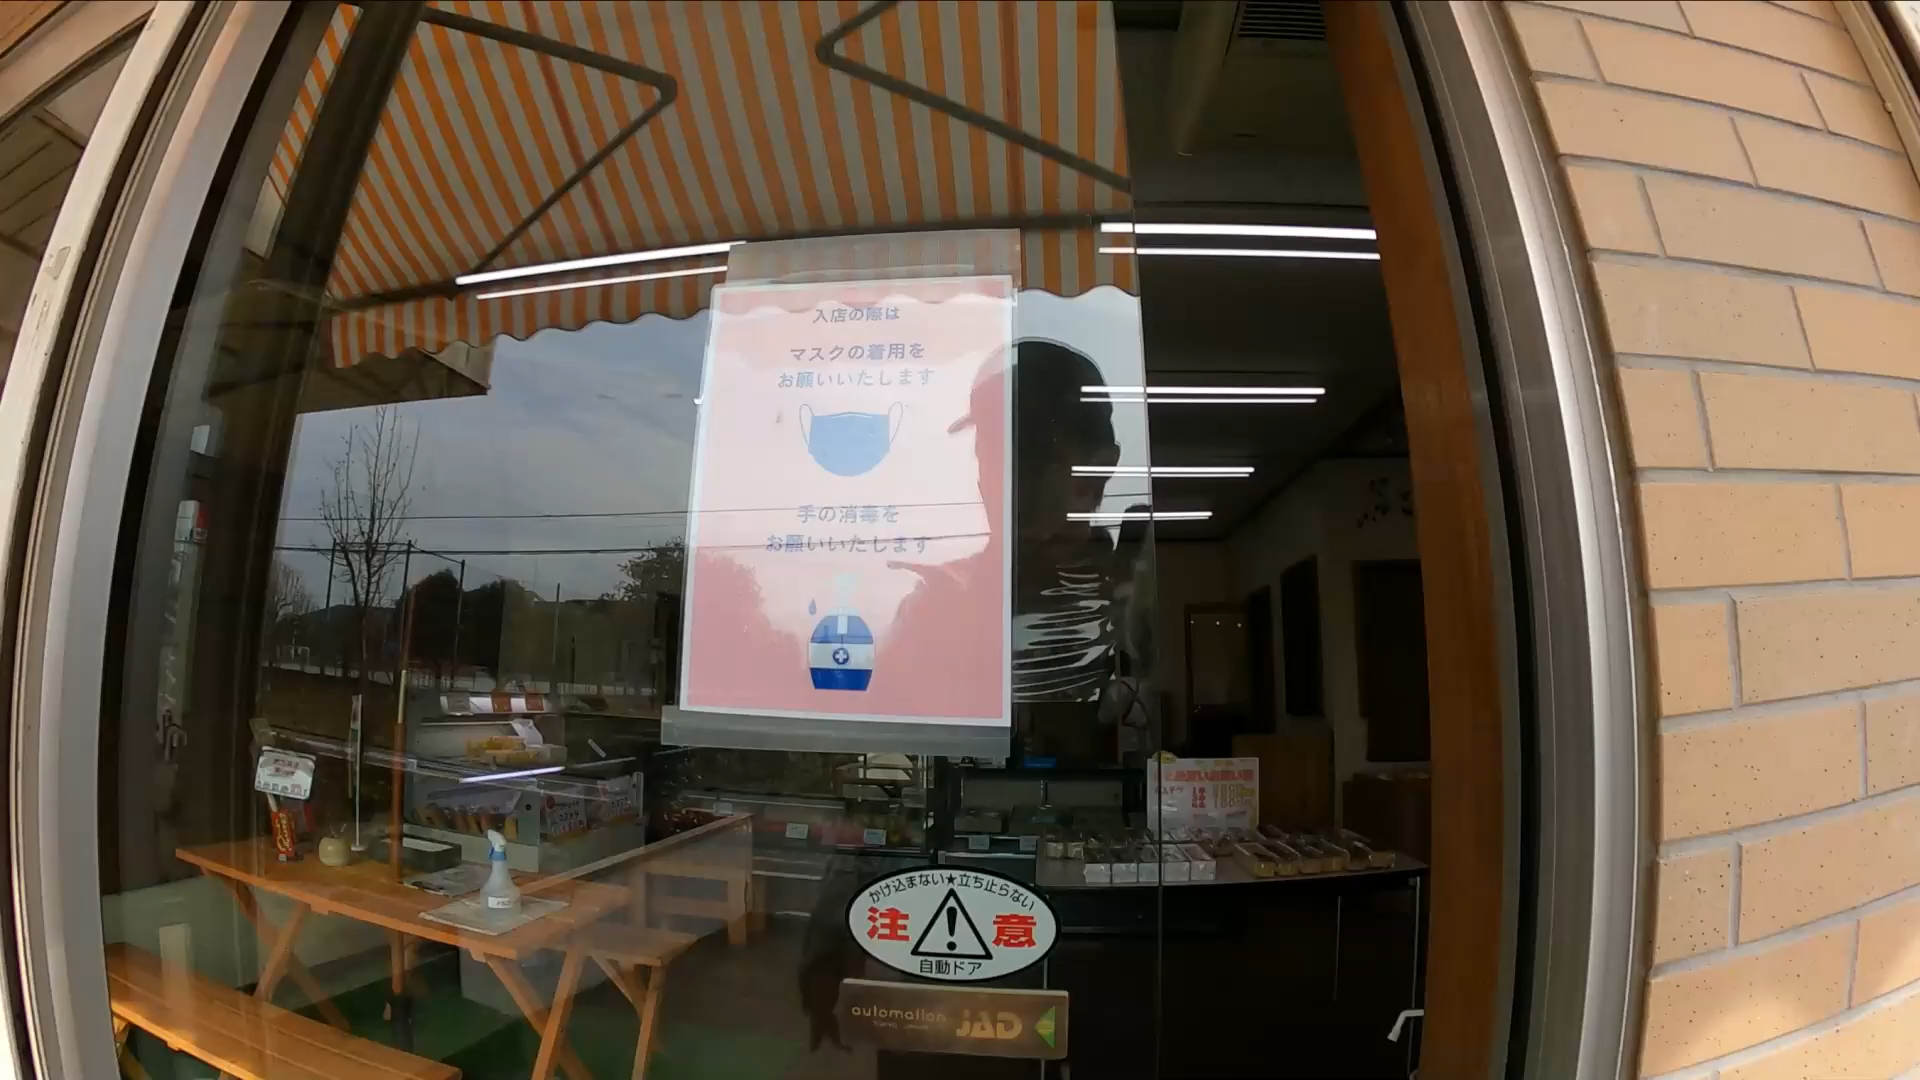 入店の際は
マスクの着用を
お願いいたします
手の消毒を
お願いいたします
かけ込まない★立ち止らない
注意
自動ドア
automation
JAD